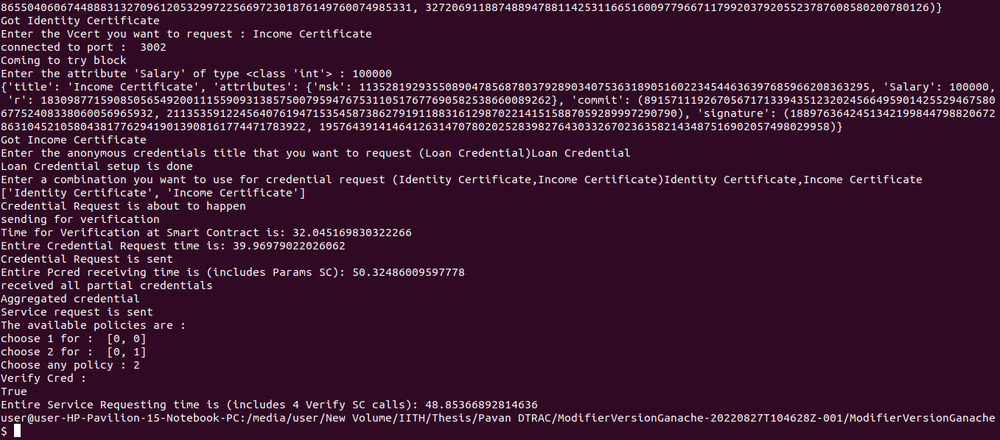 86550406067448883132709612053299722566972301876149760074985331, 32720691188748894788114253116651600977966711799203792055237876085802007801​26)}
Got Identity Certificate
Enter the Vcert you want to request : Income Certificate
connected to port :  3002
Coming to try block
Enter the attribute 'Salary' of type <class 'int'> : 100000
{'title': 'Income Certificate', 'attributes': {'msk': 11352819293550890478568780379289034075363189051602234544636397685966208363295, 'Salary': 100000,
 'r': 18309877159085056549200111559093138575007959476753110517677690582538660089262}, 'commit': (89157111926705671713394351232024566495901425529467580
67752408338060056965932, 21135359122456407619471535458738627919118831612987022141515887059289997290790), 'signature': (188976364245134219984479882067​2
86310452105804381776294190139081617744717839​22, 19576439141464126314707802025283982764303326702363582143487516902057498029958)}
Got Income Certificate
Enter the anonymous credentials title that you want to request (Loan Credential)Loan Credential
Loan Credential setup is done
Enter a combination you want to use for credential request (Identity Certificate,Income Certificate)Identity Certificate,Income Certificate
['Identity Certificate', 'Income Certificate']
Credential Request is about to happen
sending for verification
Time for Verification at Smart Contract is: 32.045169830322266
Entire Credential Request time is: 39.96979022026062
Credential Request is sent
Entire Pcred receiving time is (includes Params SC): 50.32486009597778
received all partial credentials
Aggregated credential
Service request is sent
The available policies are :
choose 1 for :  [0, 0]
choose 2 for :  [0, 1]
Choose any policy : 2
Verify Cred :
True
Entire Service Requesting time is (includes 4 Verify SC calls): 48.85366892814636
user@user-HP-Pavilion-15-Notebook-PC:/media/user/New Volume/IITH/Thesis/Pavan DTRAC/ModifierVersionGanache-20220827T104628Z-001/ModifierVersionGanache
$